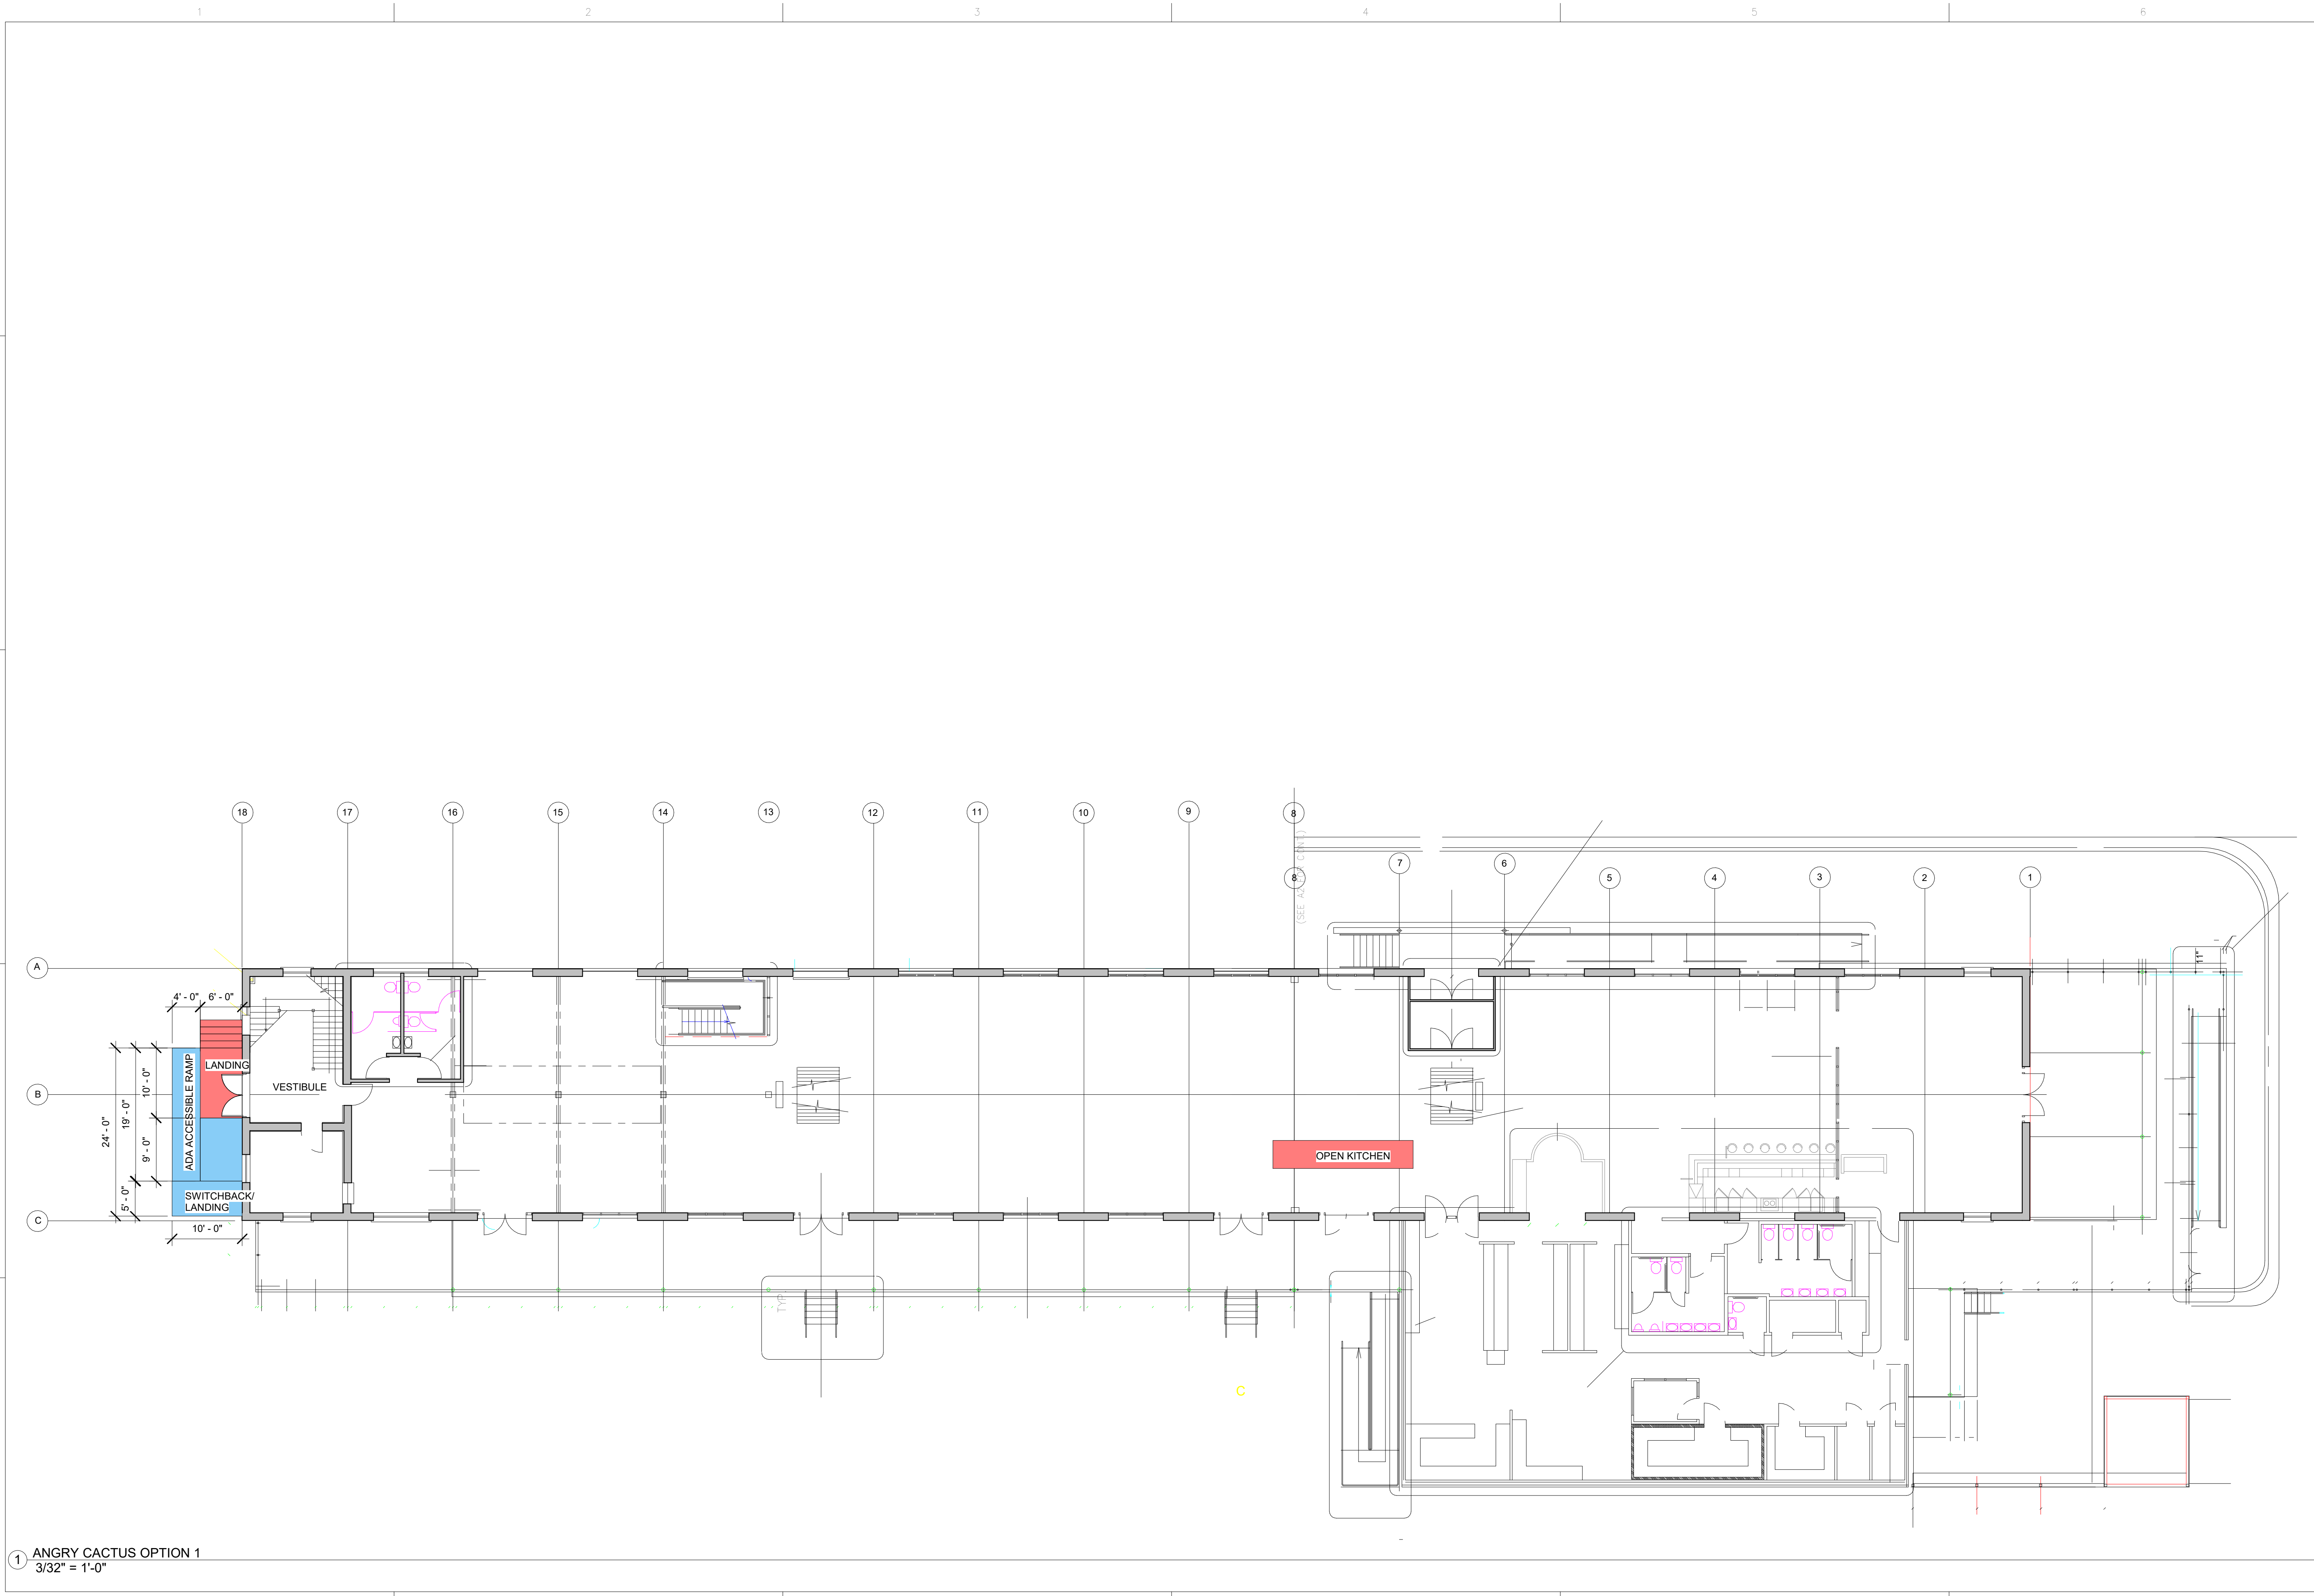 1 2 3 4 5 6
18 17 16 15 14 13 12 11 10 9 8
7 6
8 5 4 3 2 1
11"
A
4' - 0" 6' - 0"
LANDING
VESTIBULE
B
ADA ACCESSIBLE RAMP
10' - 0"
19' - 0"
24' - 0"
9' - 0"
5' - 0"
OPEN KITCHEN
SWITCHBACK/
LANDING
C
10' - 0"
TYP.
C
1 ANGRY CACTUS OPTION 1
3/32" = 1'-0"